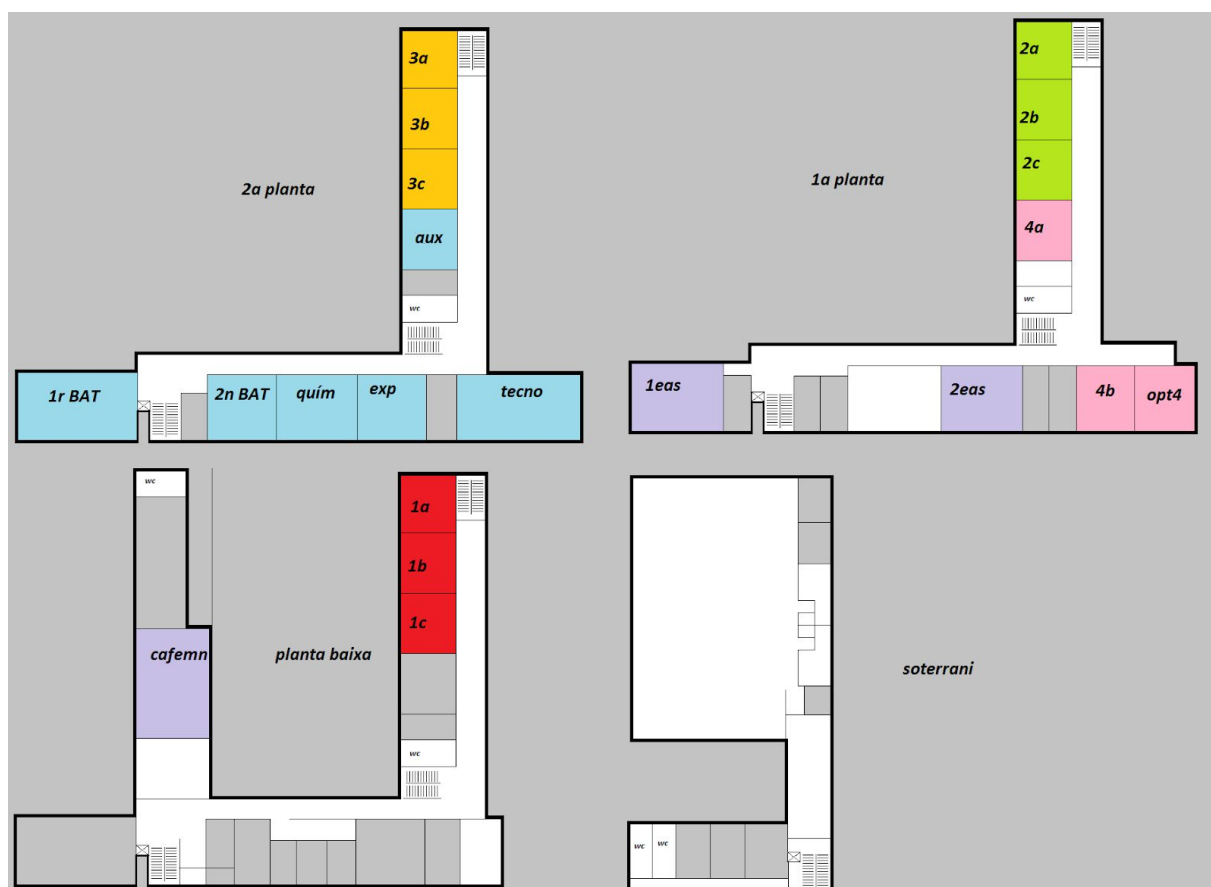 3a
3b
3c
2a planta
aux
wc
1r BAT
2n BAT
quím
exp
tecno
2a
2b
2c
1a planta
4a
wc
1eas
2eas
4b
opt4
wc
1a
1b
1c
cafemn
planta baixa
wc
soterrani
wc
wc